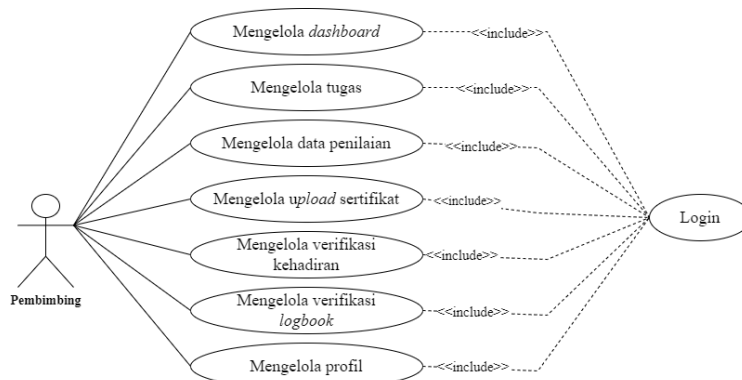 Mengelola dashboard
<<include>>
Mengelola tugas
<<include>>
Mengelola data penilaian
<<include>>
Mengelola upload sertifikat
<<include>>
Login
Mengelola verifikasi
kehadiran
<<include>>
Pembimbing
Mengelola verifikasi
logbook
<<include>>
Mengelola profil
<<include>>